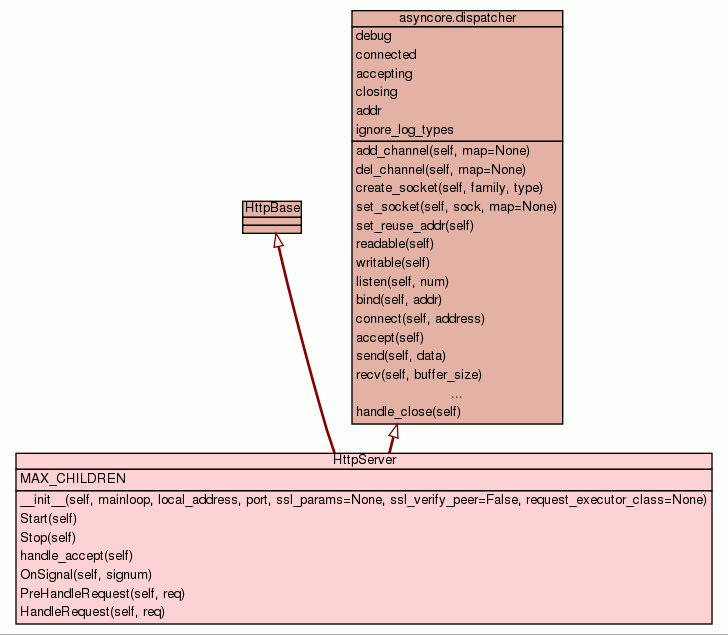 asyncore.dispatcher
debug
connected
accepting
closing
addr
ignore_log_types
add_channel(self, map=None)
del_channel(self, map=None)
create_socket(self, family, type)
set_socket(self, sock, map=None)
set_reuse_addr(self)
readable(self)
writable(self)
listen(self, num)
bind(self, addr)
connect(self, address)
accept(self)
send(self, data)
recv(self, buffer_size)
...
handle_close(self)
HttpBase
HttpServer
MAX_CHILDREN
__init__(self, mainloop, local_address, port, ssl_params=None, ssl_verify_peer=False, request_executor_class=None)
Start(self)
Stop(self)
handle_accept(self)
OnSignal(self, signum)
PreHandleRequest(self, req)
HandleRequest(self, req)